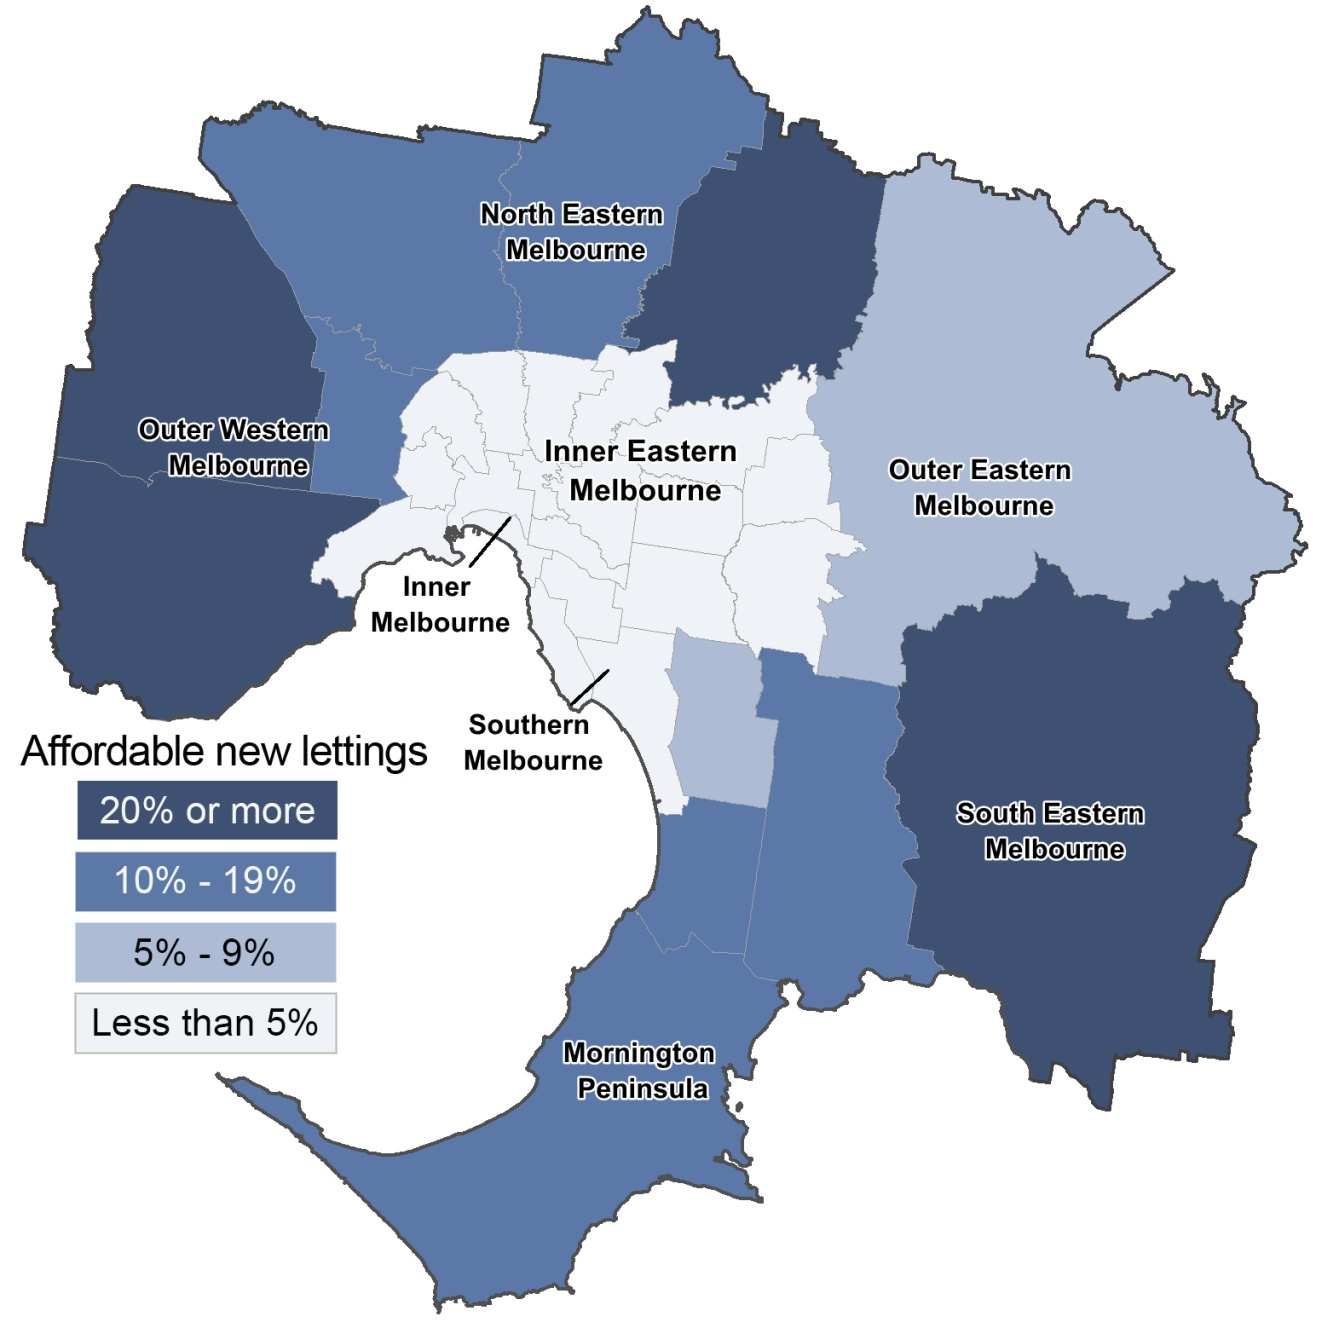 North Eastern
Melbourne
Outer Western
Melbourne
Inner Eastern
Melbourne
Outer Eastern
Melbourne
Inner
Melbourne
Southern
Melbourne
South Eastern
Melbourne
Mornington
Peninsula
Affordable new lettings
20% or more
10% - 19%
5% - 9%
Less than 5%